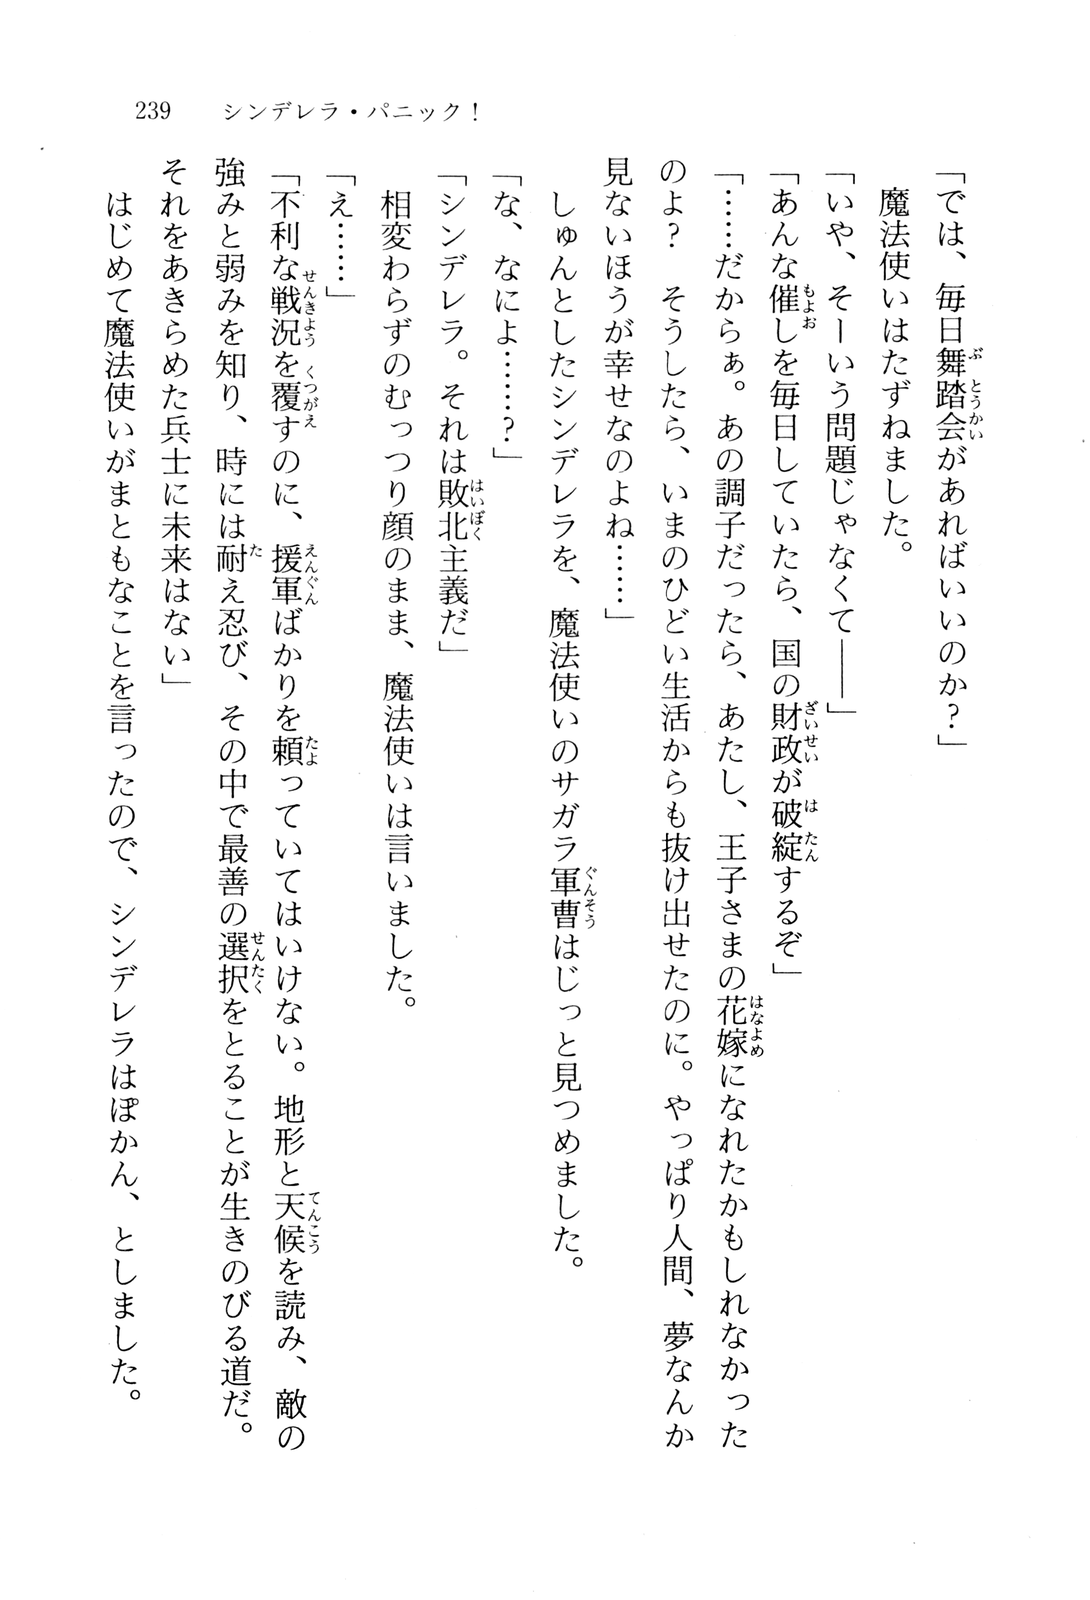 239　シンデレラ・パニック！
「では、毎日舞踏会があればいいのか？」
　魔法使いはたずねました。
「いや、そーいう問題じゃなくて――」
「あんな催しを毎日していたら、国の財政が破綻するぞ」
「……だからぁ。あの調子だったら、あたし、王子さまの花嫁になれたかもしれなかった
のよ？　そうしたら、いまのひどい生活からも抜け出せたのに。やっぱり人間、夢なんか
見ないほうが幸せなのよね……」
　しゅんとしたシンデレラを、魔法使いのサガラ軍曹はじっと見つめました。
「な、なによ……？」
「シンデレラ。それは敗北主義だ」
　相変わらずのむっつり顔のまま、魔法使いは言いました。
「え……」
「不利な戦況を覆すのに、援軍ばかりを頼っていてはいけない。地形と天候を読み、敵の
強みと弱みを知り、時には耐え忍び、その中で最善の選択をとることが生きのびる道だ。
それをあきらめた兵士に未来はない」
　はじめて魔法使いがまともなことを言ったので、シンデレラはぽかん、としました。